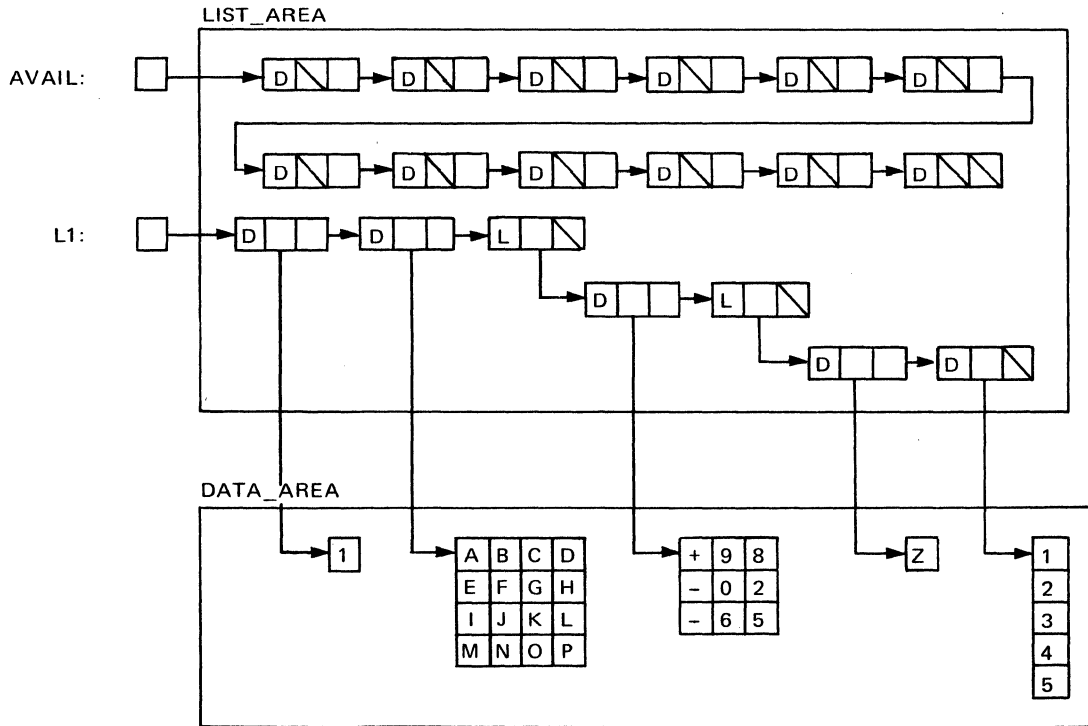 LIST_AREA
AVAIL:
D D D D D D
D D D D D D
L1:
D D L
D L
D D
DATA_AREA
1
A B C D
E F G H
I J K L
M N O P
+ 9 8
- 0 2
- 6 5
Z
1
2
3
4
5